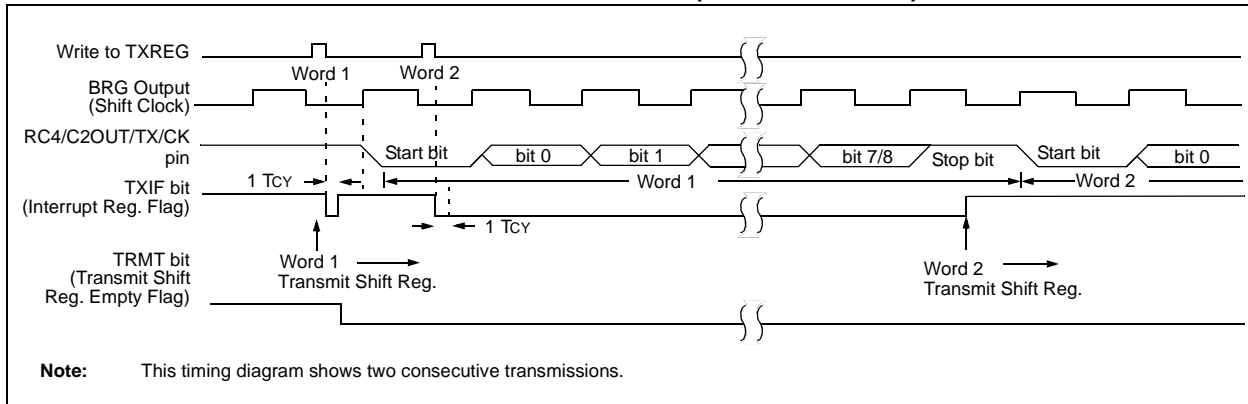 Write to TXREG
Word 1
Word 2
BRG Output
(Shift Clock)
RC4/C2OUT/TX/CK
pin
Start bit
bit 0
bit 1
bit 7/8
Stop bit
Start bit
bit 0
1 TCY
Word 1
Word 2
TXIF bit
(Interrupt Reg. Flag)
1 TCY
TRMT bit
(Transmit Shift
Reg. Empty Flag)
Word 1
Transmit Shift Reg.
Word 2
Transmit Shift Reg.
Note: This timing diagram shows two consecutive transmissions.